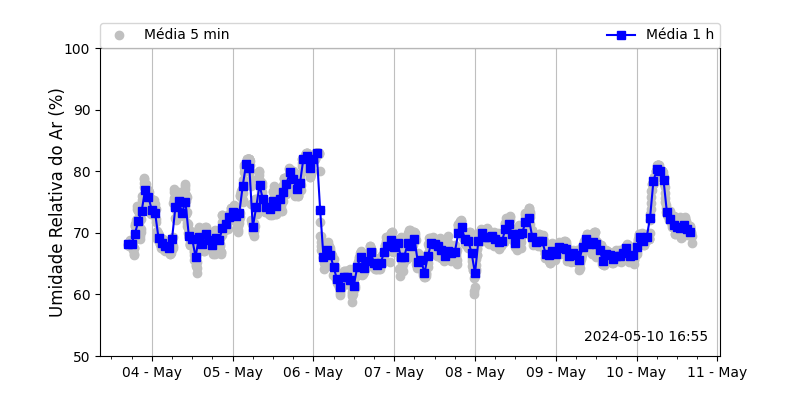 Média 5 min
Média 1 h
Umidade Relativa do Ar (%)
100
90
80
70
60
50
2024-05-10 16:55
04 - May
05 - May
06 - May
07 - May
08 - May
09 - May
10 - May
11 - May